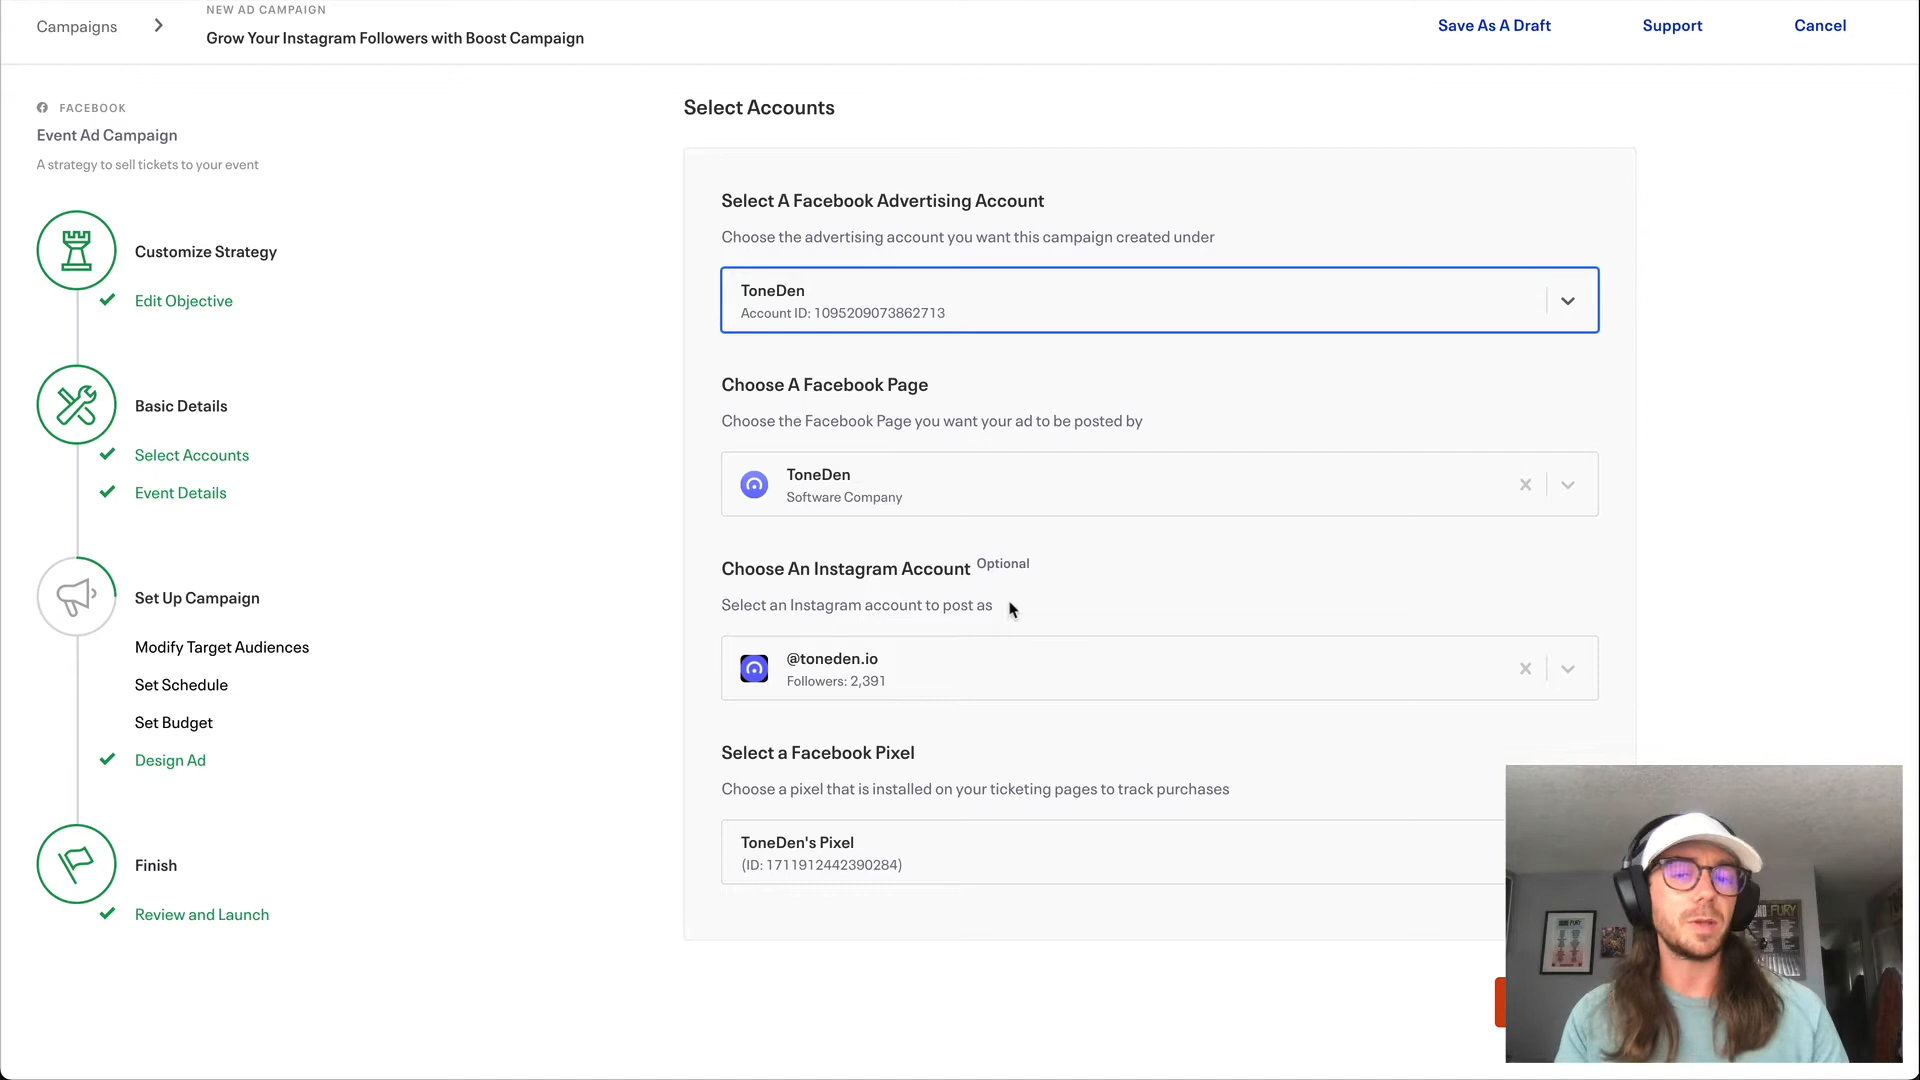 Campaigns
NEW AD CAMPAIGN
Grow Your Instagram Followers with Boost Campaign
Save As A Draft
Support
Cancel
FACEBOOK
Event Ad Campaign
A strategy to sell tickets to your event
Customize Strategy
Edit Objective
Basic Details
Select Accounts
Event Details
Set Up Campaign
Modify Target Audiences
Set Schedule
Set Budget
Design Ad
Finish
Review and Launch
Select Accounts
Select A Facebook Advertising Account
Choose the advertising account you want this campaign created under
ToneDen
Account ID: 1095209073862713
Choose A Facebook Page
Choose the Facebook Page you want your ad to be posted by
ToneDen
Software Company
Choose An Instagram Account Optional
Select an Instagram account to post as
@toneden.io
Followers: 2,391
Select a Facebook Pixel
Choose a pixel that is installed on your ticketing pages to track purchases
ToneDen's Pixel
(ID: 1711912442390284)
FURY